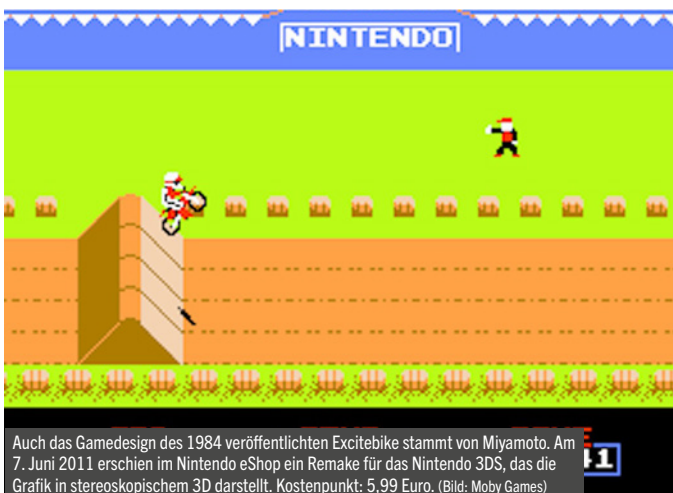 NINTENDO
Auch das Gamedesign des 1984 veröffentlichten Excitebike stammt von Miyamoto. Am
7. Juni 2011 erschien im Nintendo eShop ein Remake für das Nintendo 3DS, das die
Grafik in stereoskopischem 3D darstellt. Kostenpunkt: 5,99 Euro. (Bild: Moby Games)
41